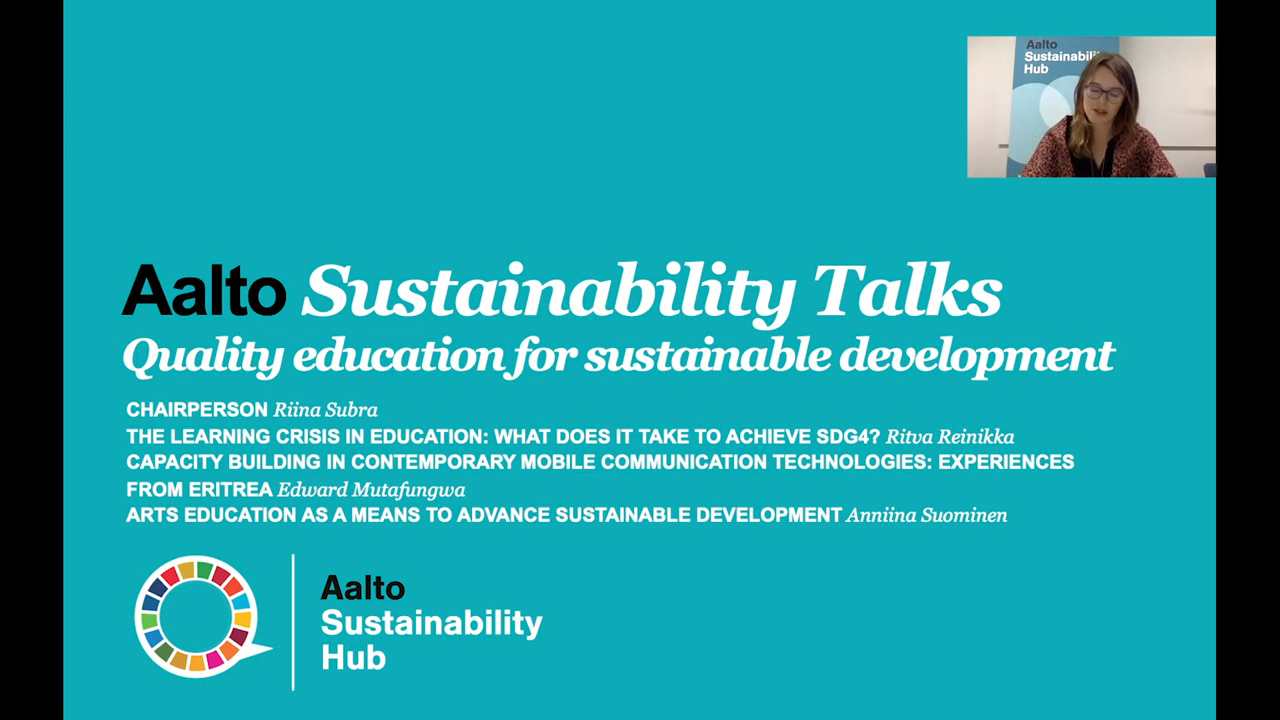 Aalto
Sustainabili
Hub
Aalto Sustainability Talks
Quality education for sustainable development
CHAIRPERSON Riina Subra
THE LEARNING CRISIS IN EDUCATION: WHAT DOES IT TAKE TO ACHIEVE SDG4? Ritva Reinikka
CAPACITY BUILDING IN CONTEMPORARY MOBILE COMMUNICATION TECHNOLOGIES: EXPERIENCES
FROM ERITREA Edward Mutafungwa
ARTS EDUCATION AS A MEANS TO ADVANCE SUSTAINABLE DEVELOPMENT Anniina Suominen
Aalto
Sustainability
Hub